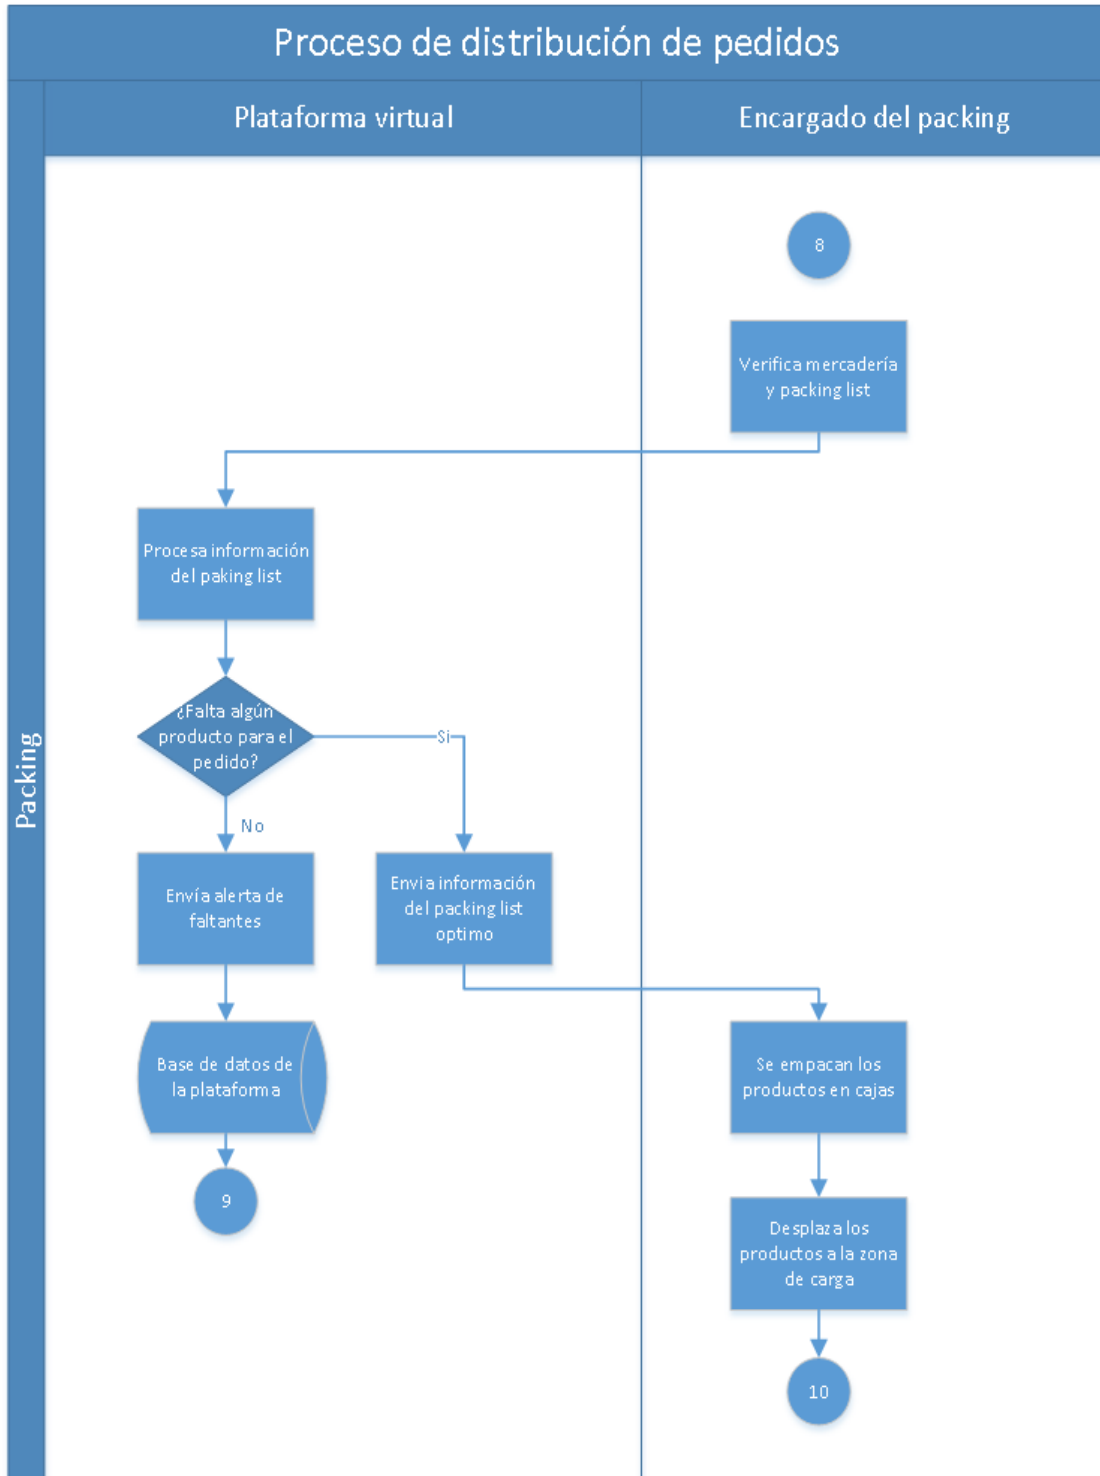 Proceso de distribución de pedidos
Plataforma virtual
Encargado del packing
Packing
8
Verifica mercadería
y packing list
Procesa información
del paking list
¿Falta algún
producto para el
pedido?
Si
No
Envía alerta de
faltantes
Envia información
del packing list
optimo
Base de datos de
la plataforma
Se empacan los
productos en cajas
9
Desplaza los
productos a la zona
de carga
10